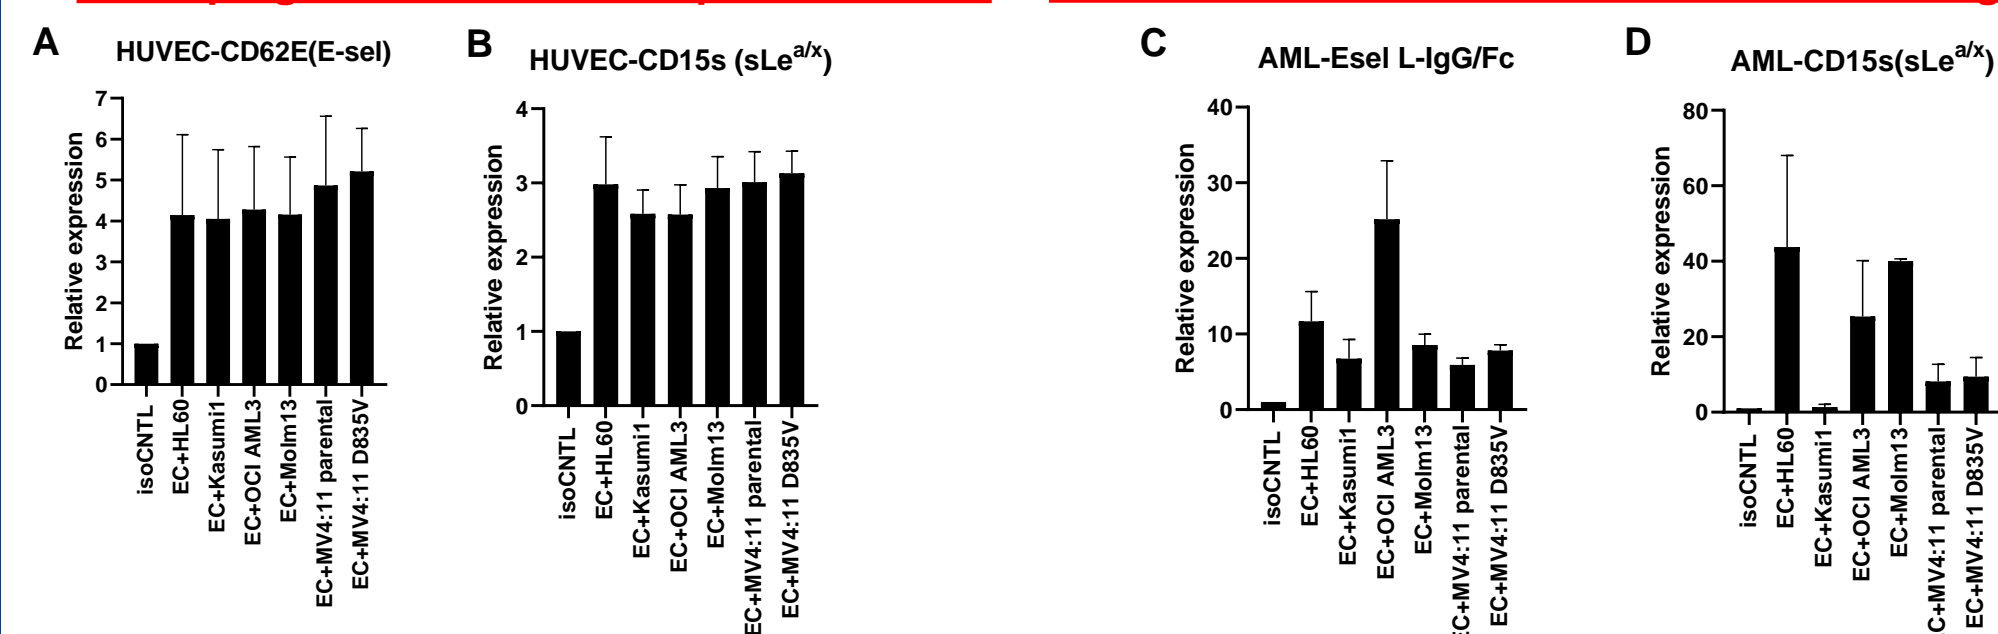 A
HUVEC-CD62E(E-sel)
Relative expression
7
6
5
4
3
2
1
0
isoCNTL
EC+HL60
EC+Kasumi1
EC+OCI AML3
EC+Molm13
EC+MV4:11 parental
EC+MV4:11 D835V
B
HUVEC-CD15s (sLe^a/x)
Relative expression
4
3
2
1
0
isoCNTL
EC+HL60
EC+Kasumi1
EC+OCI AML3
EC+Molm13
EC+MV4:11 parental
EC+MV4:11 D835V
C
AML-Esel L-IgG/Fc
Relative expression
40
30
20
10
0
isoCNTL
EC+HL60
EC+Kasumi1
EC+OCI AML3
EC+Molm13
EC+MV4:11 parental
EC+MV4:11 D835V
D
AML-CD15s(sLe^a/x)
Relative expression
80
60
40
20
0
isoCNTL
EC+HL60
EC+Kasumi1
EC+OCI AML3
EC+Molm13
C+MV4:11 parental
EC+MV4:11 D835V